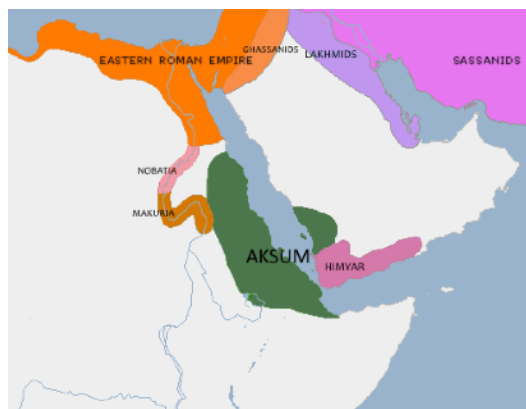 GHASSANIDS
LAKHMIDS
EASTERN ROMAN EMPIRE
SASSANIDS
NOBATIA
MAKURIA
AKSUM
HIMYAR